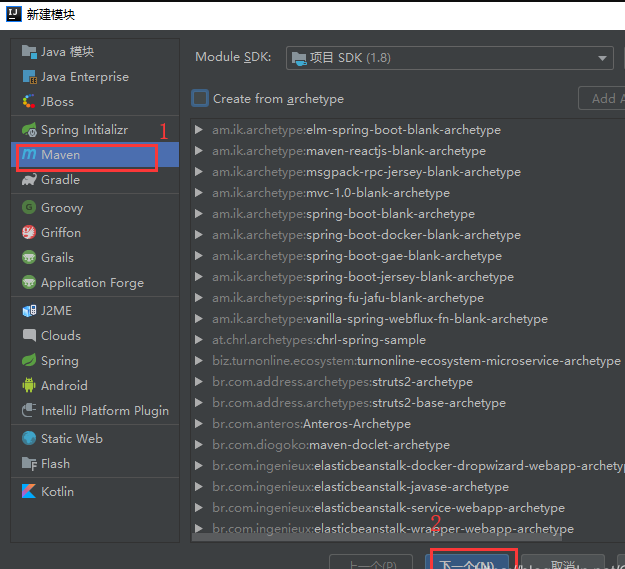 新建模块
Java 模块
Java Enterprise
JBoss
Spring Initializr
1
Maven
Gradle
Groovy
Griffon
Grails
Application Forge
J2ME
Clouds
Spring
Android
IntelliJ Platform Plugin
Static Web
Flash
Kotlin
Module SDK:
项目 SDK (1.8)
Create from archetype
Add A
am.ik.archetype:elm-spring-boot-blank-archetype
am.ik.archetype:maven-reactjs-blank-archetype
am.ik.archetype:msgpack-rpc-jersey-blank-archetype
am.ik.archetype:mvc-1.0-blank-archetype
am.ik.archetype:spring-boot-blank-archetype
am.ik.archetype:spring-boot-docker-blank-archetype
am.ik.archetype:spring-boot-gae-blank-archetype
am.ik.archetype:spring-boot-jersey-blank-archetype
am.ik.archetype:spring-fu-jafu-blank-archetype
am.ik.archetype:vanilla-spring-webflux-fn-blank-archetype
at.chrl.archetypes:chrl-spring-sample
biz.turnonline.ecosystem:turnonline-ecosystem-microservice-archetype
br.com.address.archetypes:struts2-archetype
br.com.address.archetypes:struts2-base-archetype
br.com.anteros:Anteros-Archetype
br.com.diogoko:maven-doclet-archetype
br.com.ingenieux:elasticbeanstalk-docker-dropwizard-webapp-archety
br.com.ingenieux:elasticbeanstalk-javase-archetype
br.com.ingenieux:elasticbeanstalk-service-webapp-archetype
br.com.ingenieux:elasticbeanstalk-wrapper-webapp-archetype
2
上一个(P)
下一个(N)
取消